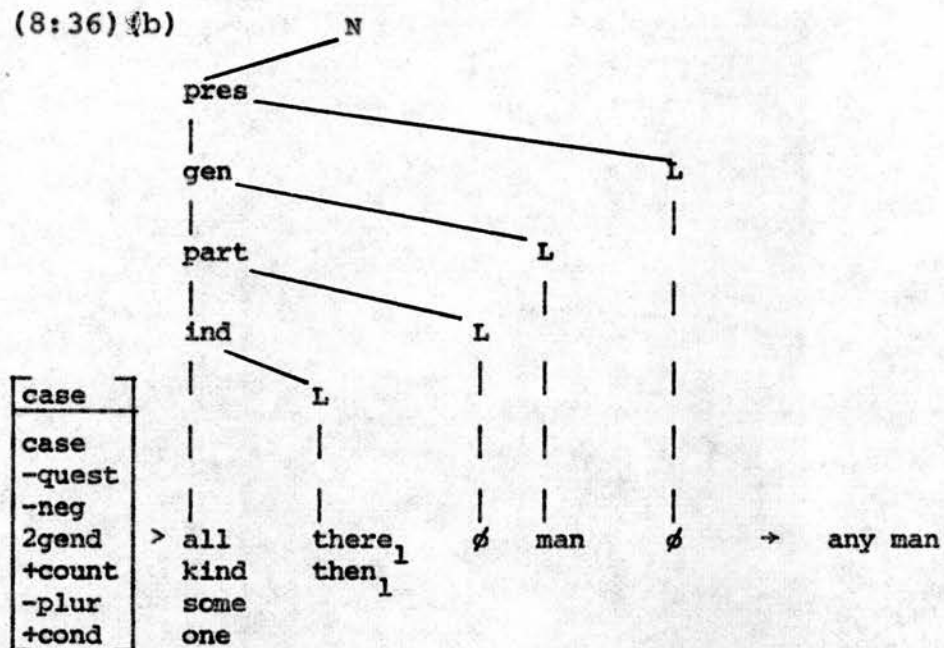 (8:36) (b) N
pres
gen L
part L
ind L
case L
case
-quest
-neg
2gend > all there1 ø man ø → any man
+count kind then1
-plur some
+cond one